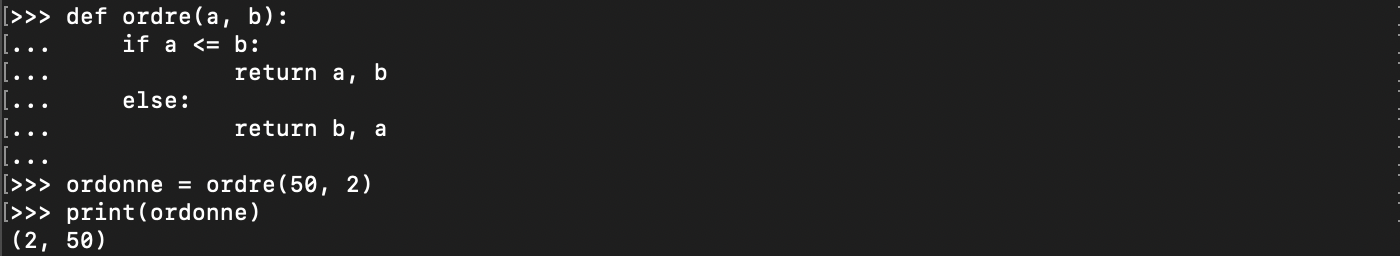 [>>> def ordre(a, b):
[...     if a <= b:
[...             return a, b
[...     else:
[...             return b, a
[...
[>>> ordonne = ordre(50, 2)
[>>> print(ordonne)
(2, 50)